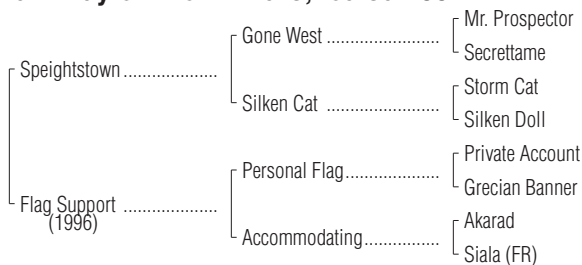 Mr. Prospector
Gone West
Secrettame
Speightstown
Storm Cat
Silken Cat
Silken Doll
Private Account
Personal Flag
Grecian Banner
Flag Support
(1996)
Akarad
Accommodating
Siala (FR)